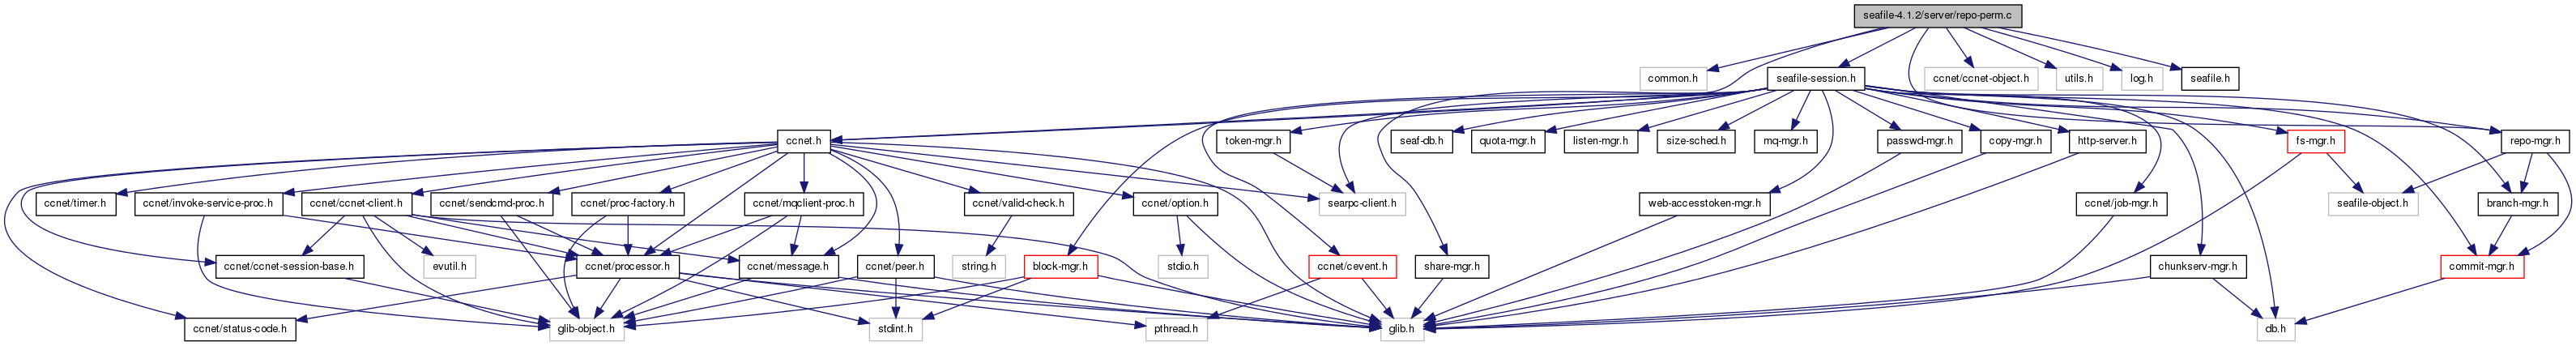 seafile-4.1.2/server/repo-perm.c
common.h
seafile-session.h
ccnet/ccnet-object.h
utils.h
log.h
seafile.h
ccnet.h
token-mgr.h
seaf-db.h
quota-mgr.h
listen-mgr.h
size-sched.h
mq-mgr.h
passwd-mgr.h
copy-mgr.h
http-server.h
fs-mgr.h
repo-mgr.h
ccnet/timer.h
ccnet/invoke-service-proc.h
ccnet/ccnet-client.h
ccnet/sendcmd-proc.h
ccnet/proc-factory.h
ccnet/mqclient-proc.h
ccnet/valid-check.h
ccnet/option.h
searpc-client.h
web-accesstoken-mgr.h
ccnet/job-mgr.h
seafile-object.h
branch-mgr.h
ccnet/ccnet-session-base.h
evutil.h
ccnet/processor.h
ccnet/message.h
ccnet/peer.h
string.h
block-mgr.h
stdio.h
ccnet/cevent.h
share-mgr.h
chunkserv-mgr.h
commit-mgr.h
ccnet/status-code.h
glib-object.h
stdint.h
pthread.h
glib.h
db.h